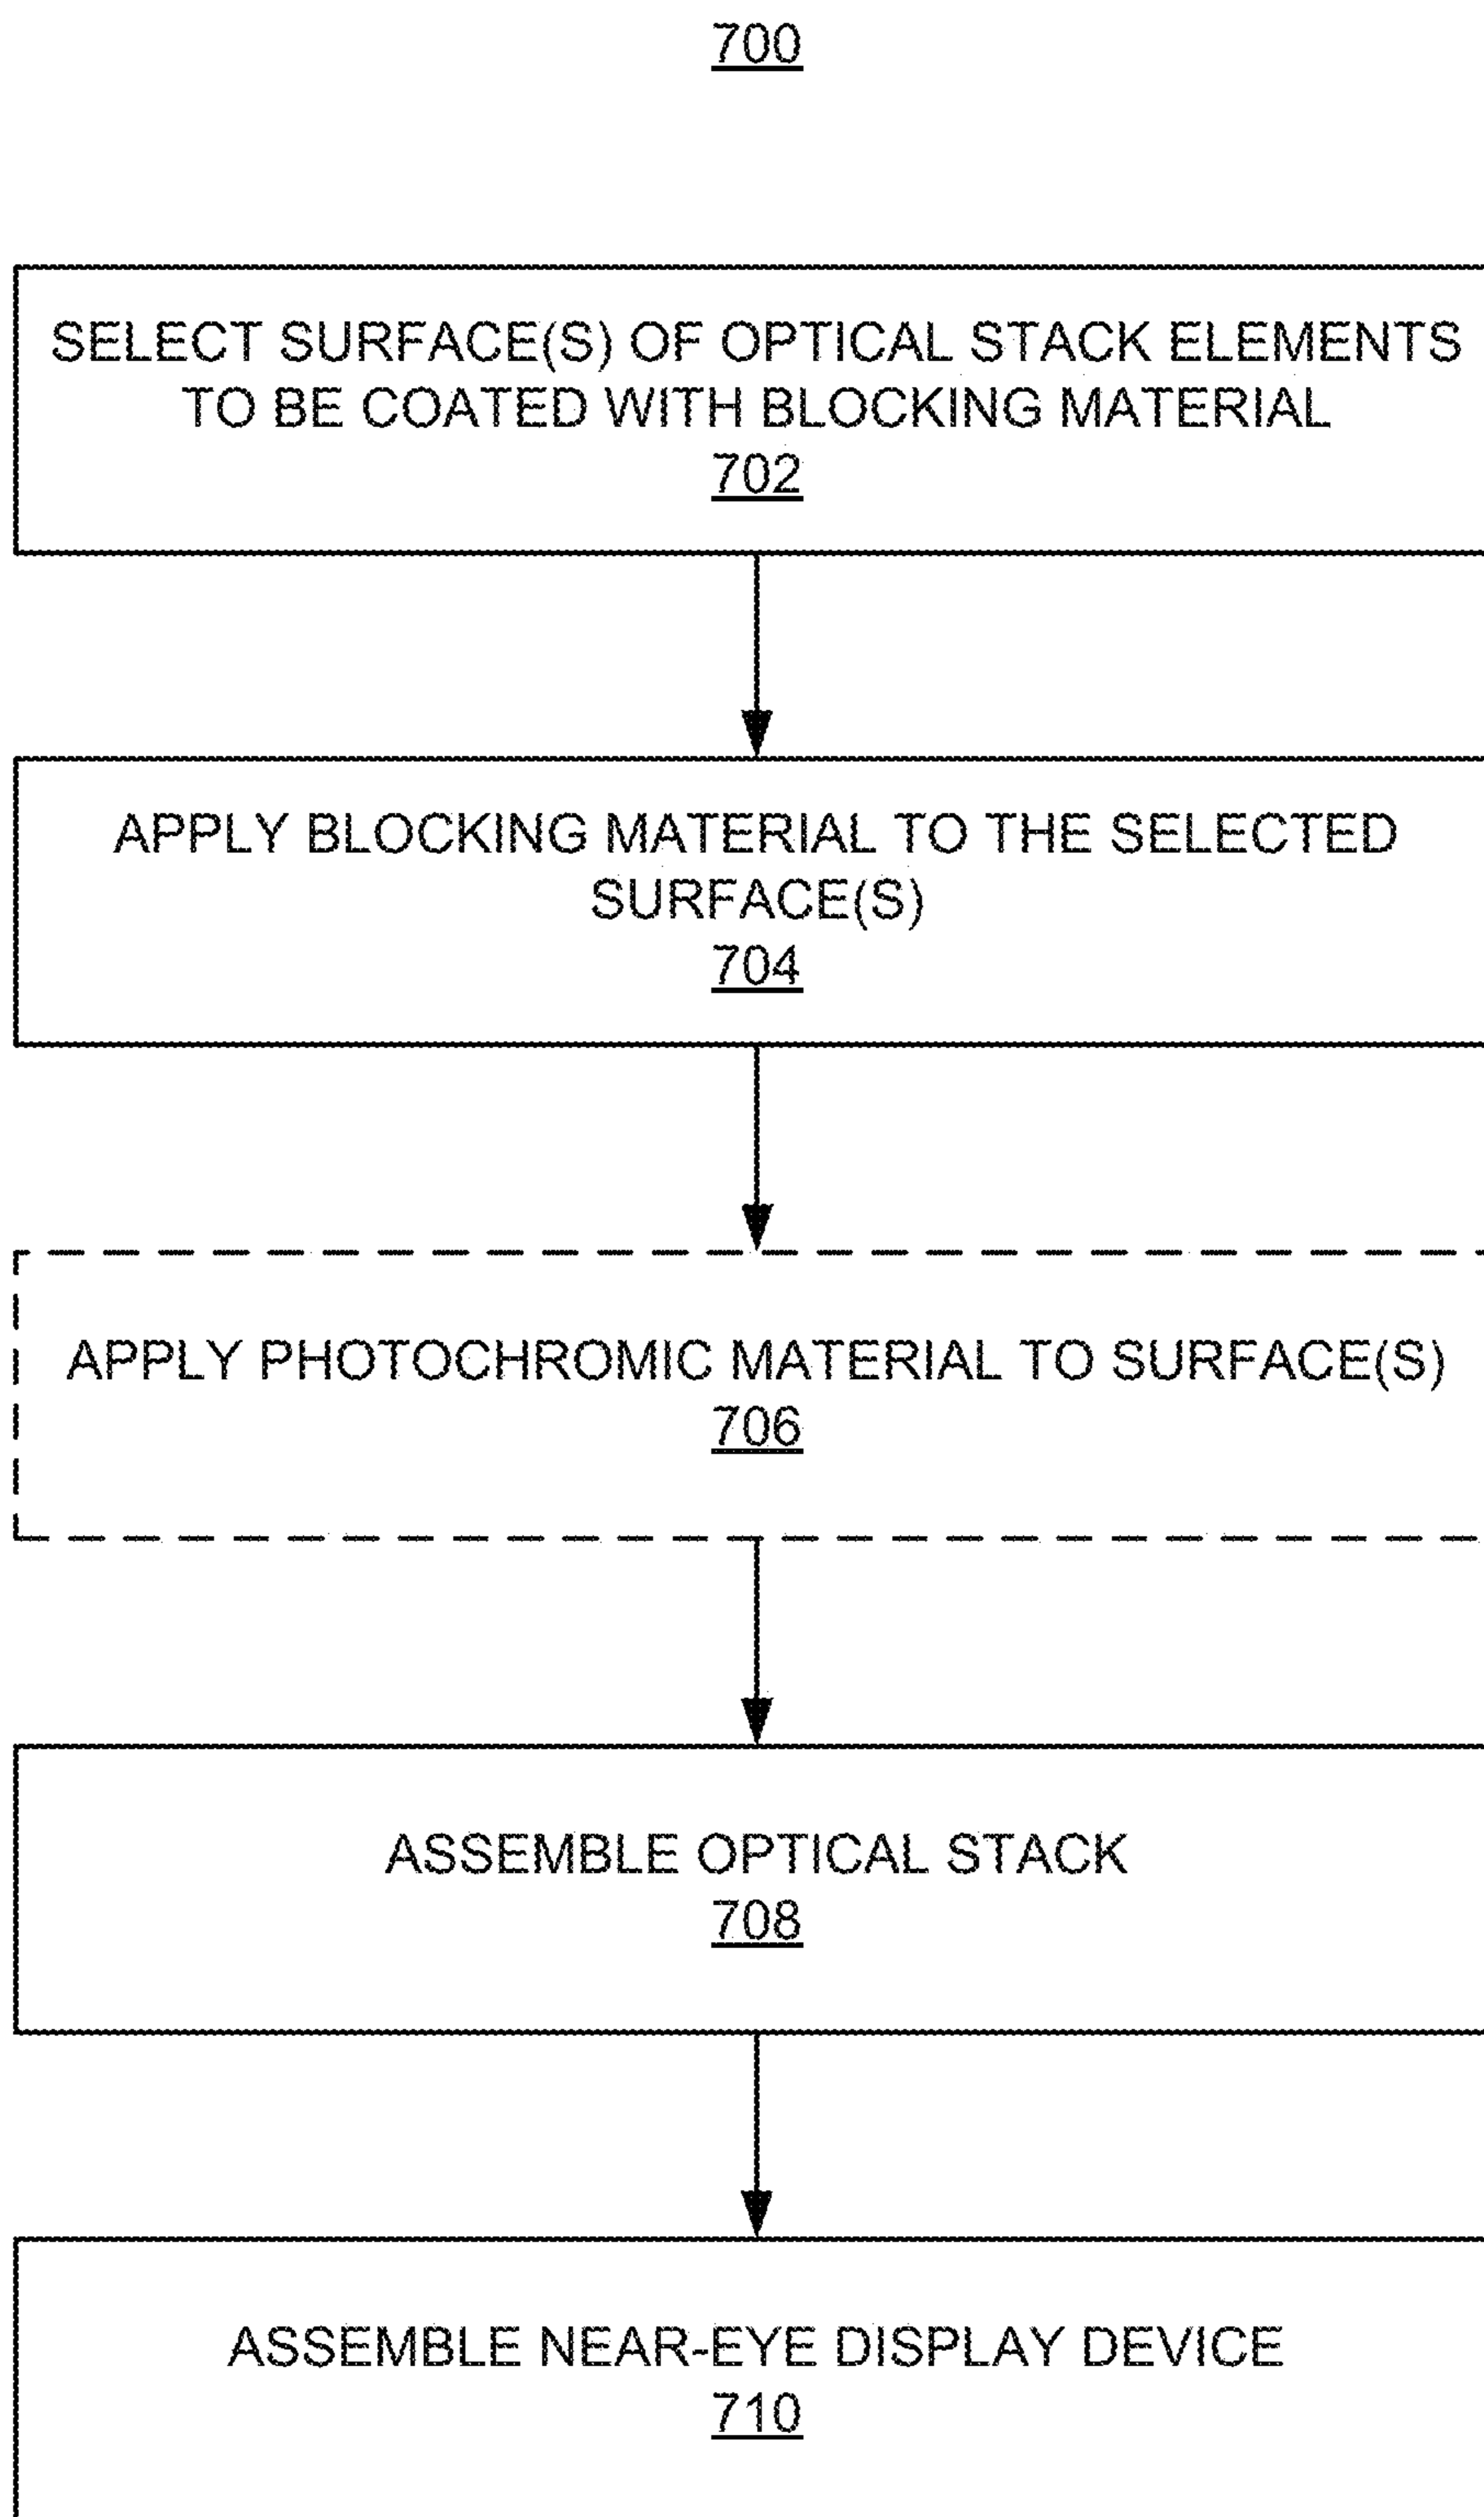 700
SELECT SURFACE(S) OF OPTICAL STACK ELEMENTS
TO BE COATED WITH BLOCKING MATERIAL
702
APPLY BLOCKING MATERIAL TO THE SELECTED
SURFACE(S)
704
APPLY PHOTOCHROMIC MATERIAL TO SURFACE(S)
706
ASSEMBLE OPTICAL STACK
708
ASSEMBLE NEAR-EYE DISPLAY DEVICE
710